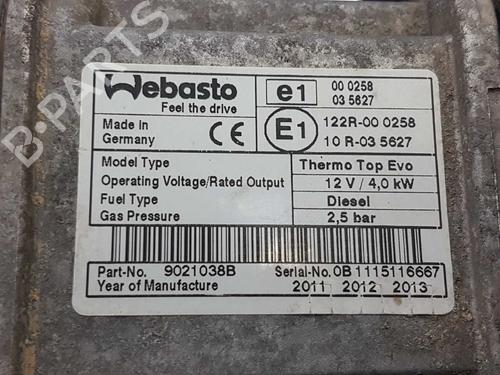 Webasto
Feel the drive
e1
00 0258
03 5627
Made in
Germany
CE
E1
122R-00 0258
10 R-03 5627
Model Type
Thermo Top Evo
Operating Voltage/Rated Output
12 V / 4,0 kW
Fuel Type
Diesel
Gas Pressure
2,5 bar
Part-No. 9021038B
Serial-No.0B1115116667
Year of Manufacture
2011 2012 2013
B-PARTS